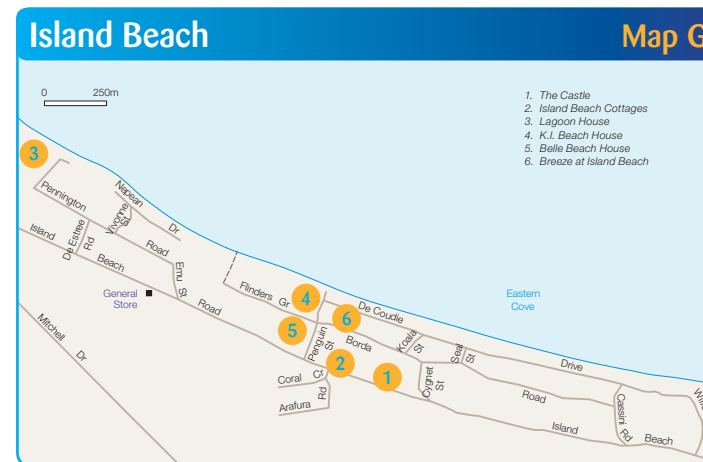 Island Beach
Map G
0 250m
1. The Castle
2. Island Beach Cottages
3. Lagoon House
4. K.I. Beach House
5. Belle Beach House
6. Breeze at Island Beach
3
Pennington
Road
Nepean
Dr
Vivonne
St
De Estree
Rd
Island
Beach
Road
Emu St
General
Store
Mitchell
Dr
Flinders Gr
4
5
6
De Coudie
Drive
Eastern
Cove
Penguin
St
Borda
Road
Koala
St
Seal
St
2
1
Coral Cr
Arafura
Rd
Cygnet
St
Island
Beach
Cassini
Rd